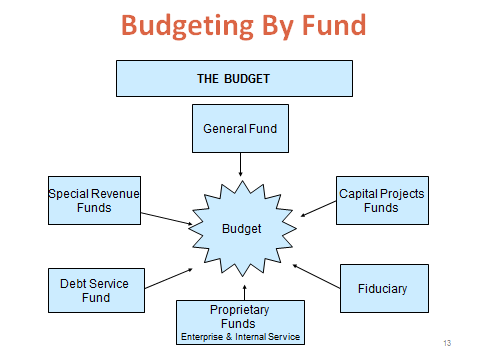 Budgeting By Fund
THE BUDGET
General Fund
Special Revenue
Funds
Capital Projects
Funds
Budget
Debt Service
Fund
Fiduciary
Proprietary
Funds
Enterprise & Internal Service
13